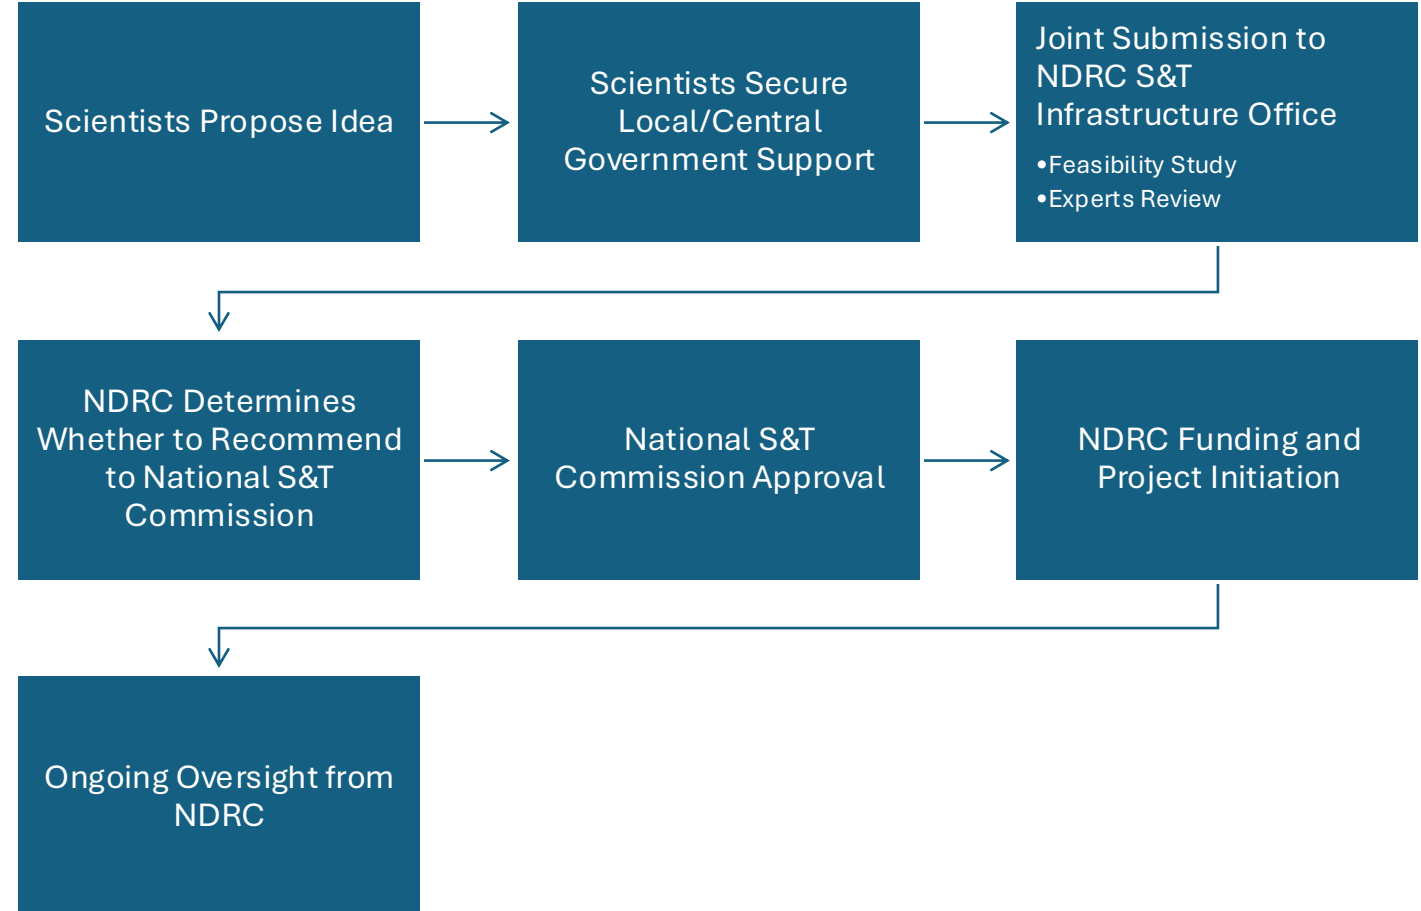 Scientists Propose Idea
Scientists Secure
Local/Central
Government Support
Joint Submission to
NDRC S&T
Infrastructure Office
•Feasibility Study
•Experts Review
NDRC Determines
Whether to Recommend
to National S&T
Commission
National S&T
Commission Approval
NDRC Funding and
Project Initiation
Ongoing Oversight from
NDRC